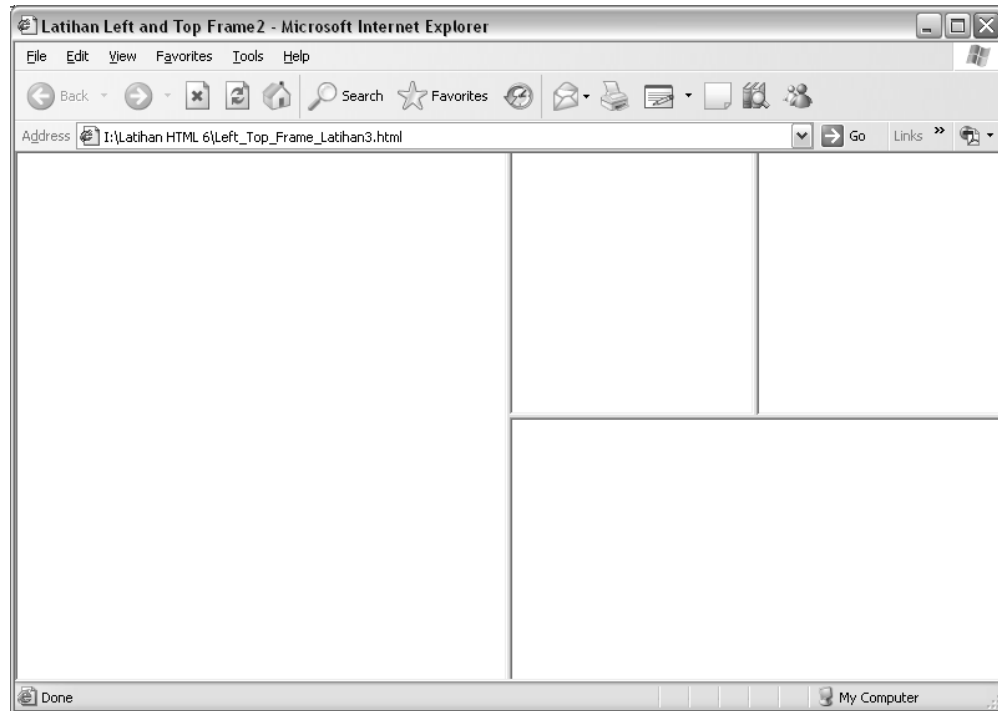 Latihan Left and Top Frame2 - Microsoft Internet Explorer
File Edit View Favorites Tools Help
Back Search Favorites
Address I:\Latihan HTML 6\Left_Top_Frame_Latihan3.html Go Links »
Done My Computer